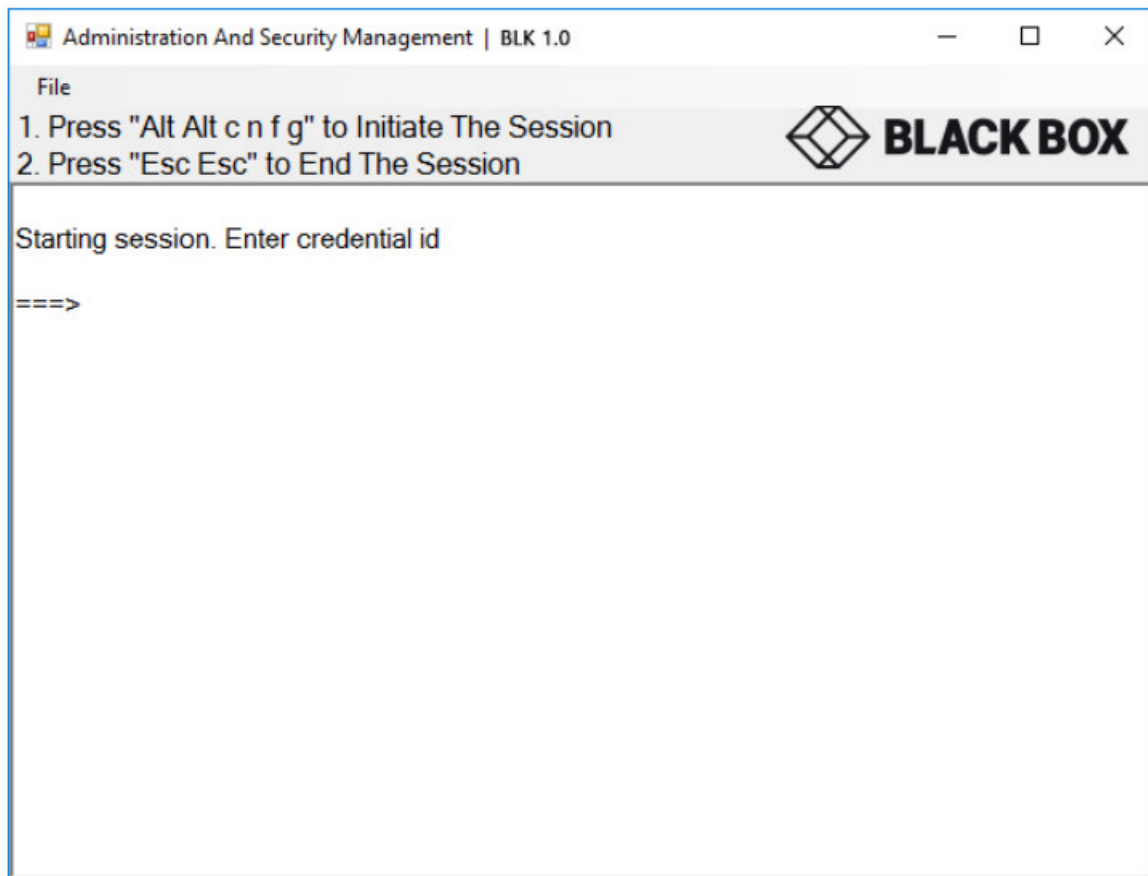 Administration And Security Management | BLK 1.0
File
1. Press "Alt Alt c n f g" to Initiate The Session
2. Press "Esc Esc" to End The Session
BLACK BOX
Starting session. Enter credential id
===>